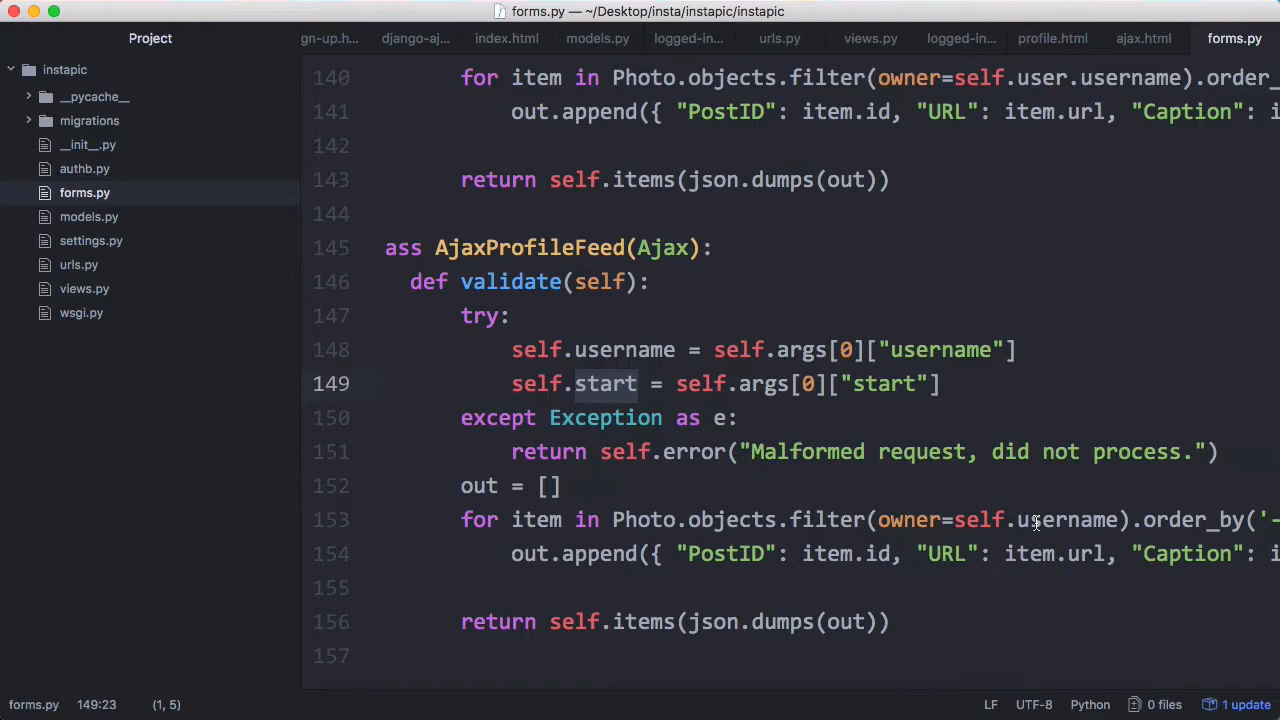 forms.py — ~/Desktop/insta/instapic/instapic
Project
gn-up.h...
django-aj...
index.html
models.py
logged-in...
urls.py
views.py
logged-in...
profile.html
ajax.html
forms.py
instapic
__pycache__
migrations
__init__.py
authb.py
forms.py
models.py
settings.py
urls.py
views.py
wsgi.py
140 for item in Photo.objects.filter(owner=self.user.username).order_
141 out.append({ "PostID": item.id, "URL": item.url, "Caption": i
142
143 return self.items(json.dumps(out))
144
145 ass AjaxProfileFeed(Ajax):
146 def validate(self):
147 try:
148 self.username = self.args[0]["username"]
149 self.start = self.args[0]["start"]
150 except Exception as e:
151 return self.error("Malformed request, did not process.")
152 out = []
153 for item in Photo.objects.filter(owner=self.username).order_by('-
154 out.append({ "PostID": item.id, "URL": item.url, "Caption": i
155
156 return self.items(json.dumps(out))
157
forms.py 149:23 (1, 5) LF UTF-8 Python 0 files 1 update